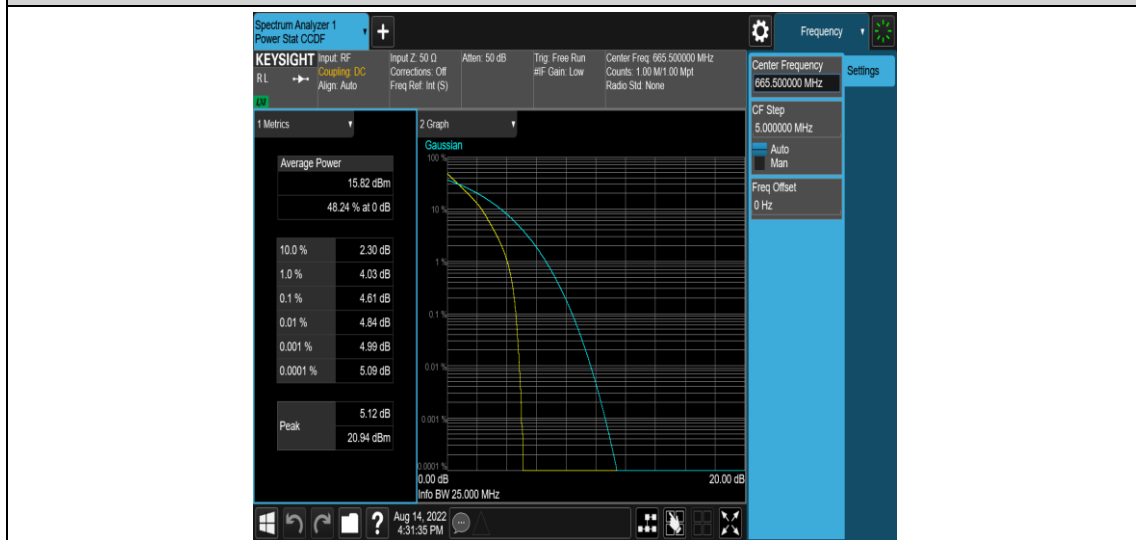 Spectrum Analyzer 1
Power Stat CCDF
+
Frequency
KEYSIGHT
RL
LXI
Input: RF
Coupling: DC
Align: Auto
Input Z: 50 Ω
Corrections: Off
Freq Ref: Int (S)
Atten: 50 dB
Trig: Free Run
#IF Gain: Low
Center Freq: 665.500000 MHz
Counts: 1.00 M/1.00 Mpt
Radio Std: None
Center Frequency
665.500000 MHz
Settings
CF Step
5.000000 MHz
Auto
Man
Freq Offset
0 Hz
1 Metrics
Average Power
15.82 dBm
48.24 % at 0 dB
10.0 % 2.30 dB
1.0 % 4.03 dB
0.1 % 4.61 dB
0.01 % 4.84 dB
0.001 % 4.99 dB
0.0001 % 5.09 dB
Peak
5.12 dB
20.94 dBm
2 Graph
Gaussian
100 %
10 %
1 %
0.1 %
0.01 %
0.001 %
0.0001 %
0.00 dB 20.00 dB
Info BW 25.000 MHz
?
Aug 14, 2022
4:31:35 PM